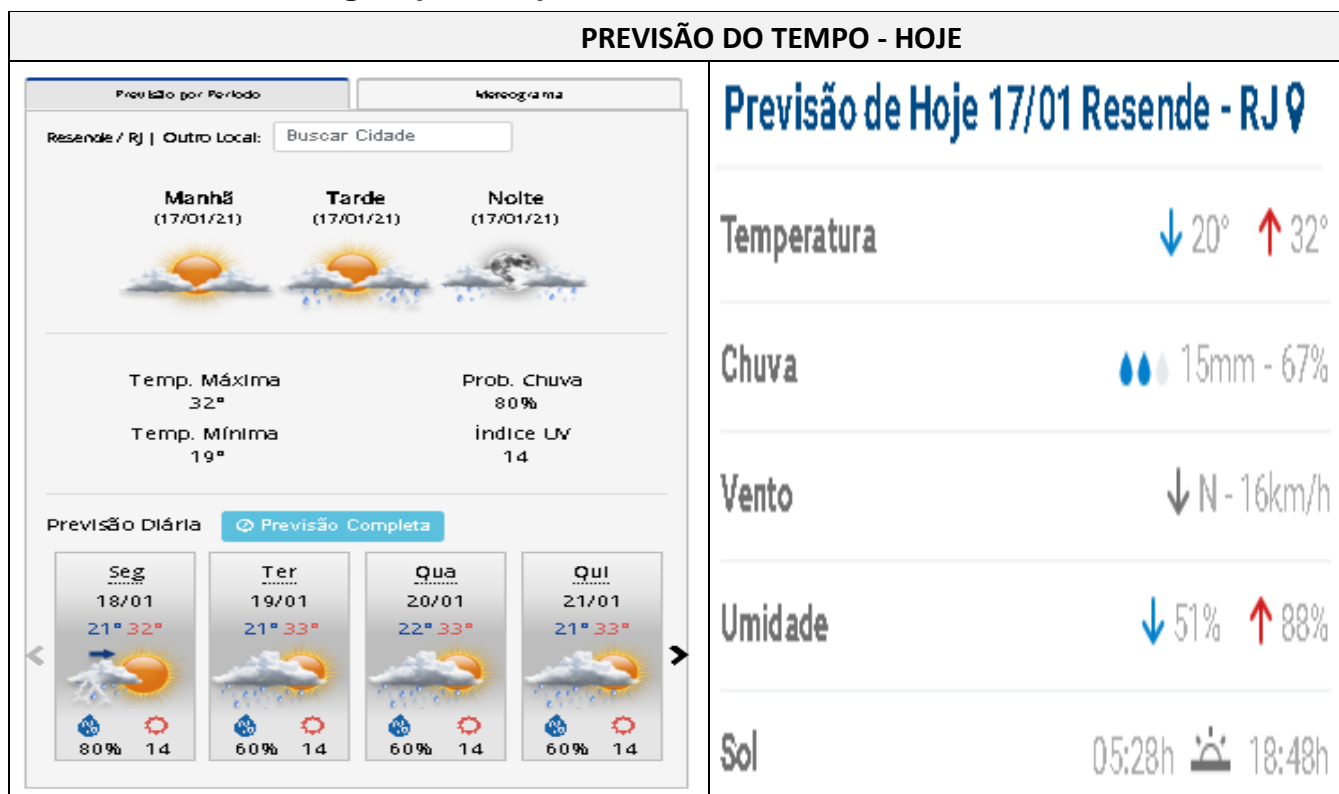 PREVISÃO DO TEMPO - HOJE
Previsão por Período
Meteograma
Resende / RJ | Outro Local: Buscar Cidade
Manhã Tarde Noite
(17/01/21) (17/01/21) (17/01/21)
Temp. Máxima Prob. Chuva
32° 80%
Temp. Mínima Índice UV
19° 14
Previsão Diária Previsão Completa
Seg Ter Qua Qui
18/01 19/01 20/01 21/01
21° 32° 21° 33° 22° 33° 21° 33°
80% 14 60% 14 60% 14 60% 14
Previsão de Hoje 17/01 Resende - RJ
Temperatura 20° 32°
Chuva 15mm - 67%
Vento N - 16km/h
Umidade 51% 88%
Sol 05:28h 18:48h